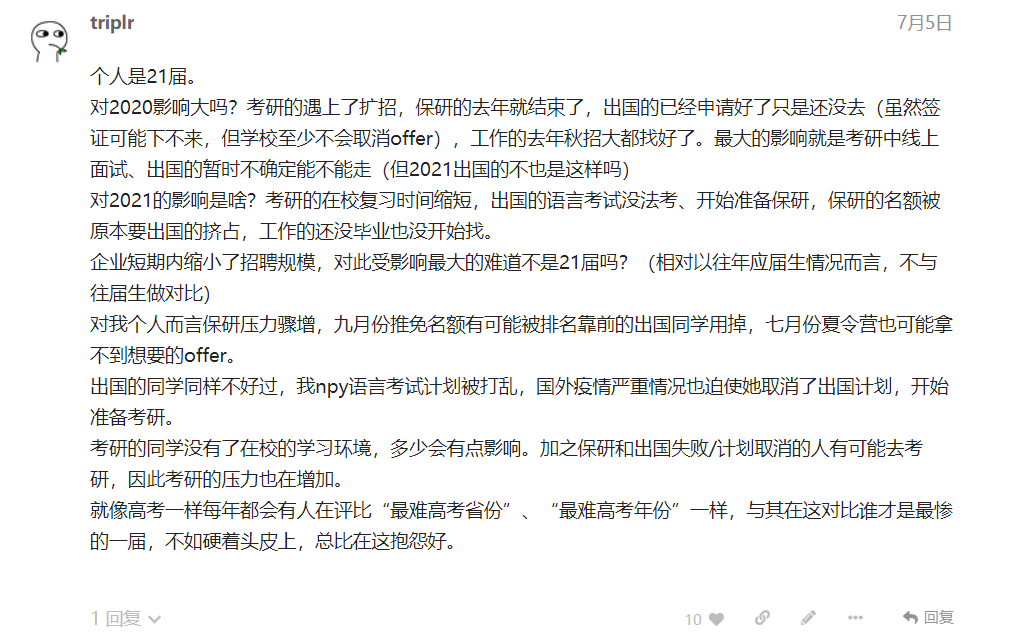 triplr
7月5日
个人是21届。
对2020影响大吗？考研的遇上了扩招，保研的去年就结束了，出国的已经申请好了只是还没去（虽然签
证可能下不来，但学校至少不会取消offer），工作的去年秋招大都找好了。最大的影响就是考研中线上
面试、出国的暂时不确定能不能走（但2021出国的不也是这样吗）
对2021的影响是啥？考研的在校复习时间缩短，出国的语言考试没法考、开始准备保研，保研的名额被
原本要出国的挤占，工作的还没毕业也没开始找。
企业短期内缩小了招聘规模，对此受影响最大的难道不是21届吗？（相对以往年应届生情况而言，不与
往届生做对比）
对我个人而言保研压力骤增，九月份推免名额有可能被排名靠前的出国同学用掉，七月份夏令营也可能拿
不到想要的offer。
出国的同学同样不好过，我npy语言考试计划被打乱，国外疫情严重情况也迫使她取消了出国计划，开始
准备考研。
考研的同学没有了在校的学习环境，多少会有点影响。加之保研和出国失败/计划取消的人有可能去考
研，因此考研的压力也在增加。
就像高考一样每年都会有人在评比“最难高考省份”、“最难高考年份”一样，与其在这对比谁才是最惨
的一届，不如硬着头皮上，总比在这抱怨好。
1 回复
10
回复